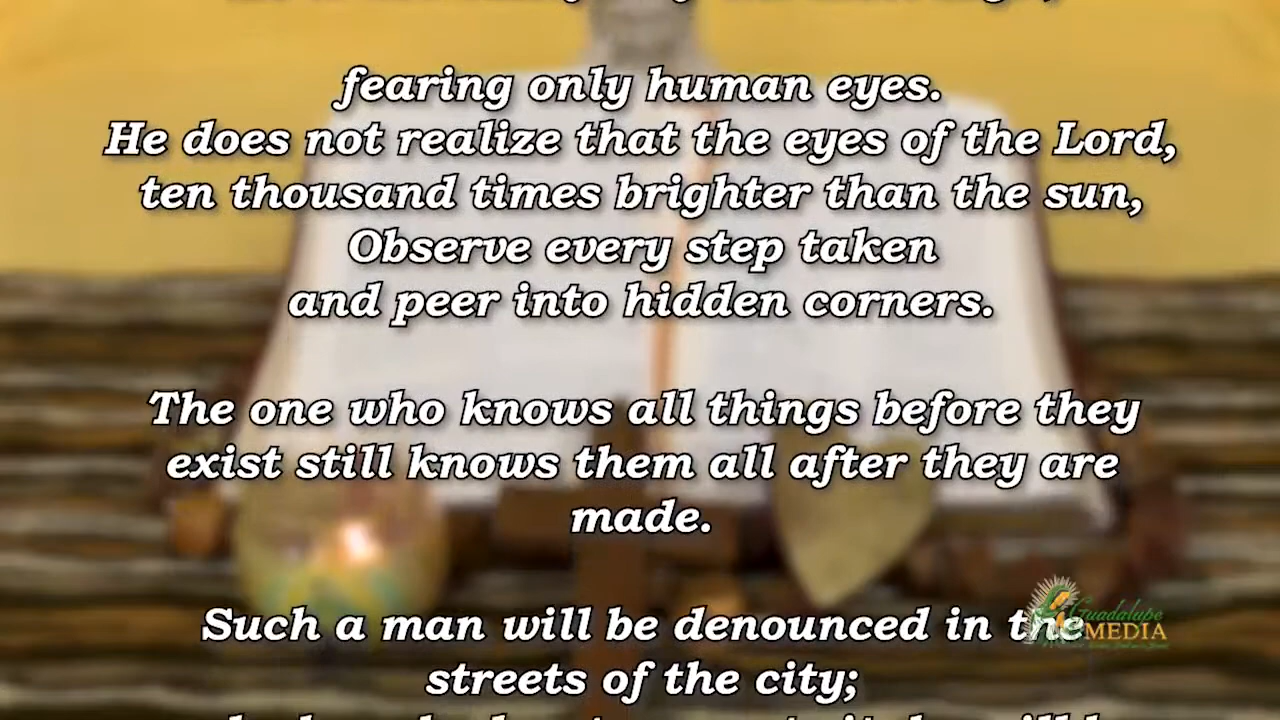 fearing only human eyes.
He does not realize that the eyes of the Lord,
ten thousand times brighter than the sun,
Observe every step taken
and peer into hidden corners.
The one who knows all things before they
exist still knows them all after they are
made.
Such a man will be denounced in the
streets of the city;
Guadalupe
MEDIA